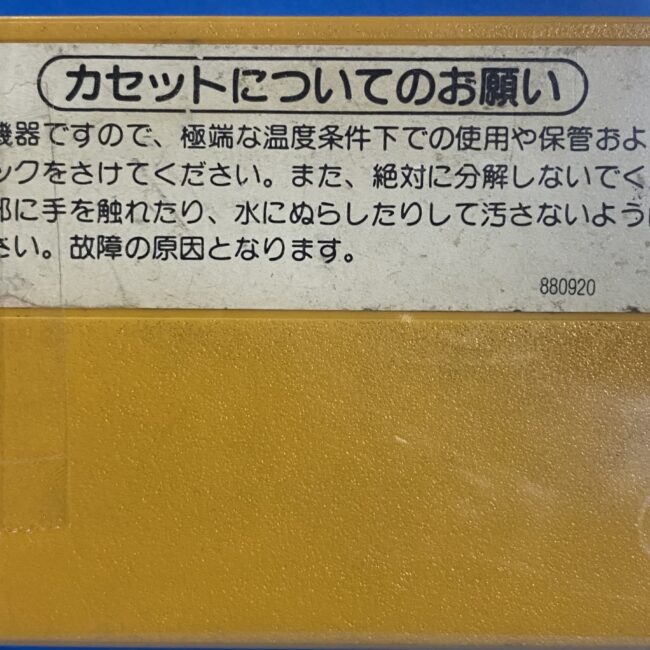 カセットについてのお願い
機器ですので、極端な温度条件下での使用や保管およ
ックをさけてください。また、絶対に分解しないでく
部に手を触れたり、水にぬらしたりして汚さないよう
さい。故障の原因となります。
880920